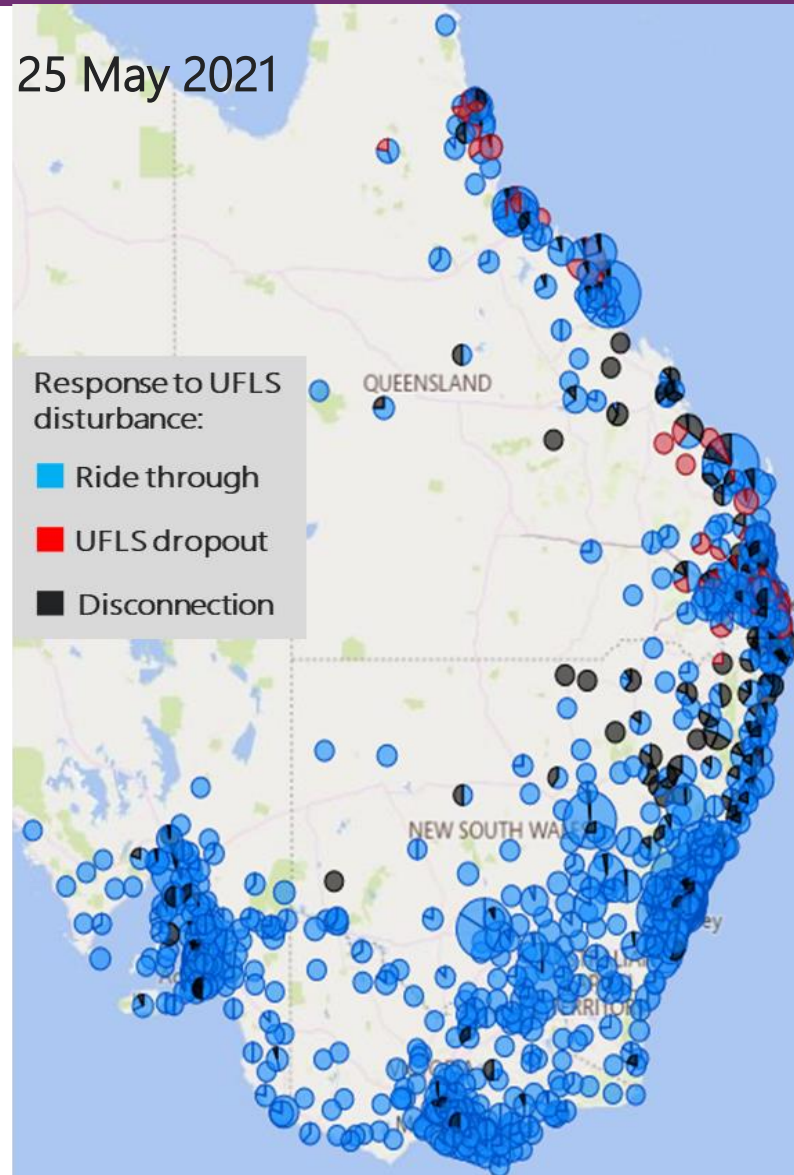 25 May 2021
Response to UFLS
disturbance:
Ride through
UFLS dropout
Disconnection
QUEENSLAND
NEW SOUTH WALES